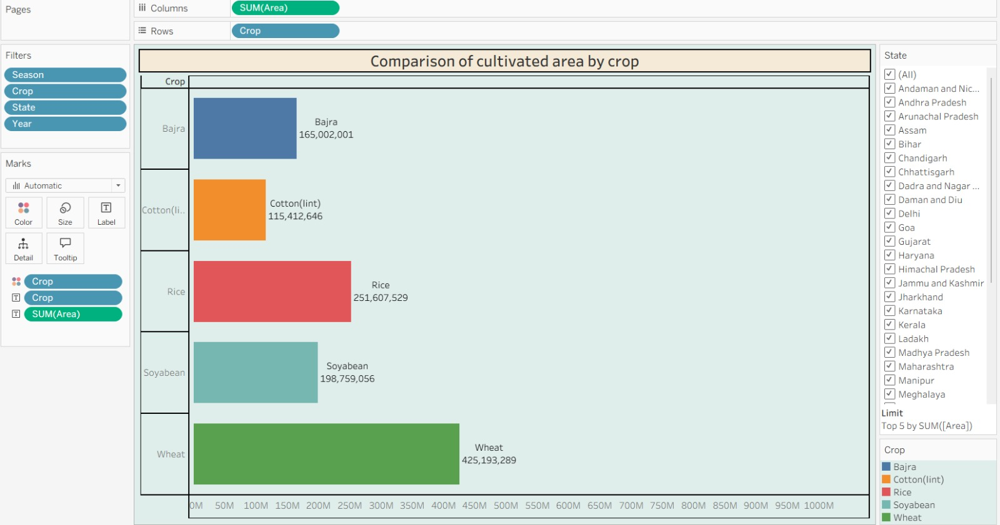 Pages
Columns
SUM(Area)
Rows
Crop
Filters
Season
Crop
State
Year
Marks
Automatic
Color
Size
Label
Detail
Tooltip
Crop
Crop
SUM(Area)
Comparison of cultivated area by crop
Crop
Bajra
Bajra
165,002,001
Cotton(li..
Cotton(lint)
115,412,646
Rice
Rice
251,607,529
Soyabean
Soyabean
198,759,056
Wheat
Wheat
425,193,289
0M 50M 100M 150M 200M 250M 300M 350M 400M 450M 500M 550M 600M 650M 700M 750M 800M 850M 900M 950M 1000M
State
(All)
Andaman and Nic...
Andhra Pradesh
Arunachal Pradesh
Assam
Bihar
Chandigarh
Chhattisgarh
Dadra and Nagar ...
Daman and Diu
Delhi
Goa
Gujarat
Haryana
Himachal Pradesh
Jammu and Kashmir
Jharkhand
Karnataka
Kerala
Ladakh
Madhya Pradesh
Maharashtra
Manipur
Meghalaya
Limit
Top 5 by SUM([Area])
Crop
Bajra
Cotton(lint)
Rice
Soyabean
Wheat